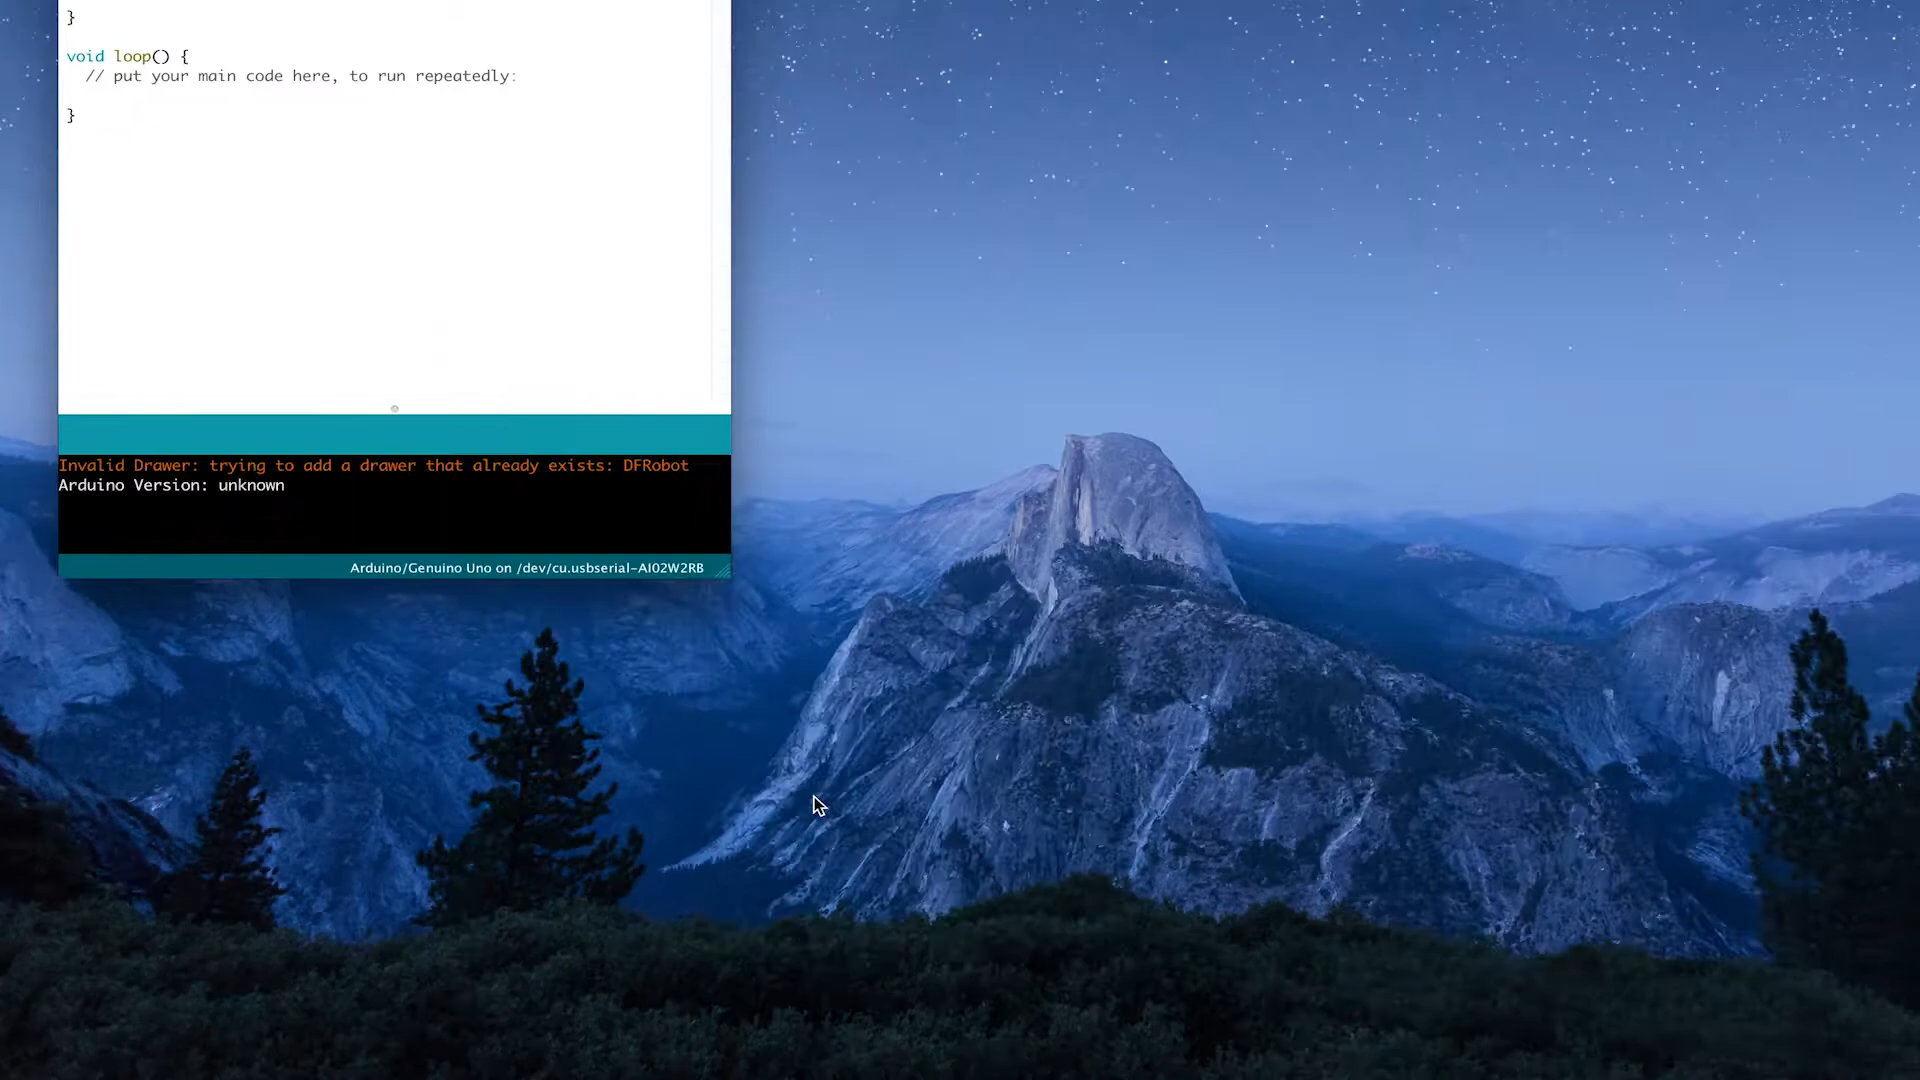 }
void loop() {
// put your main code here, to run repeatedly:
}
Invalid Drawer: trying to add a drawer that already exists: DFRobot
Arduino Version: unknown
Arduino/Genuino Uno on /dev/cu.usbserial-AI02W2RB